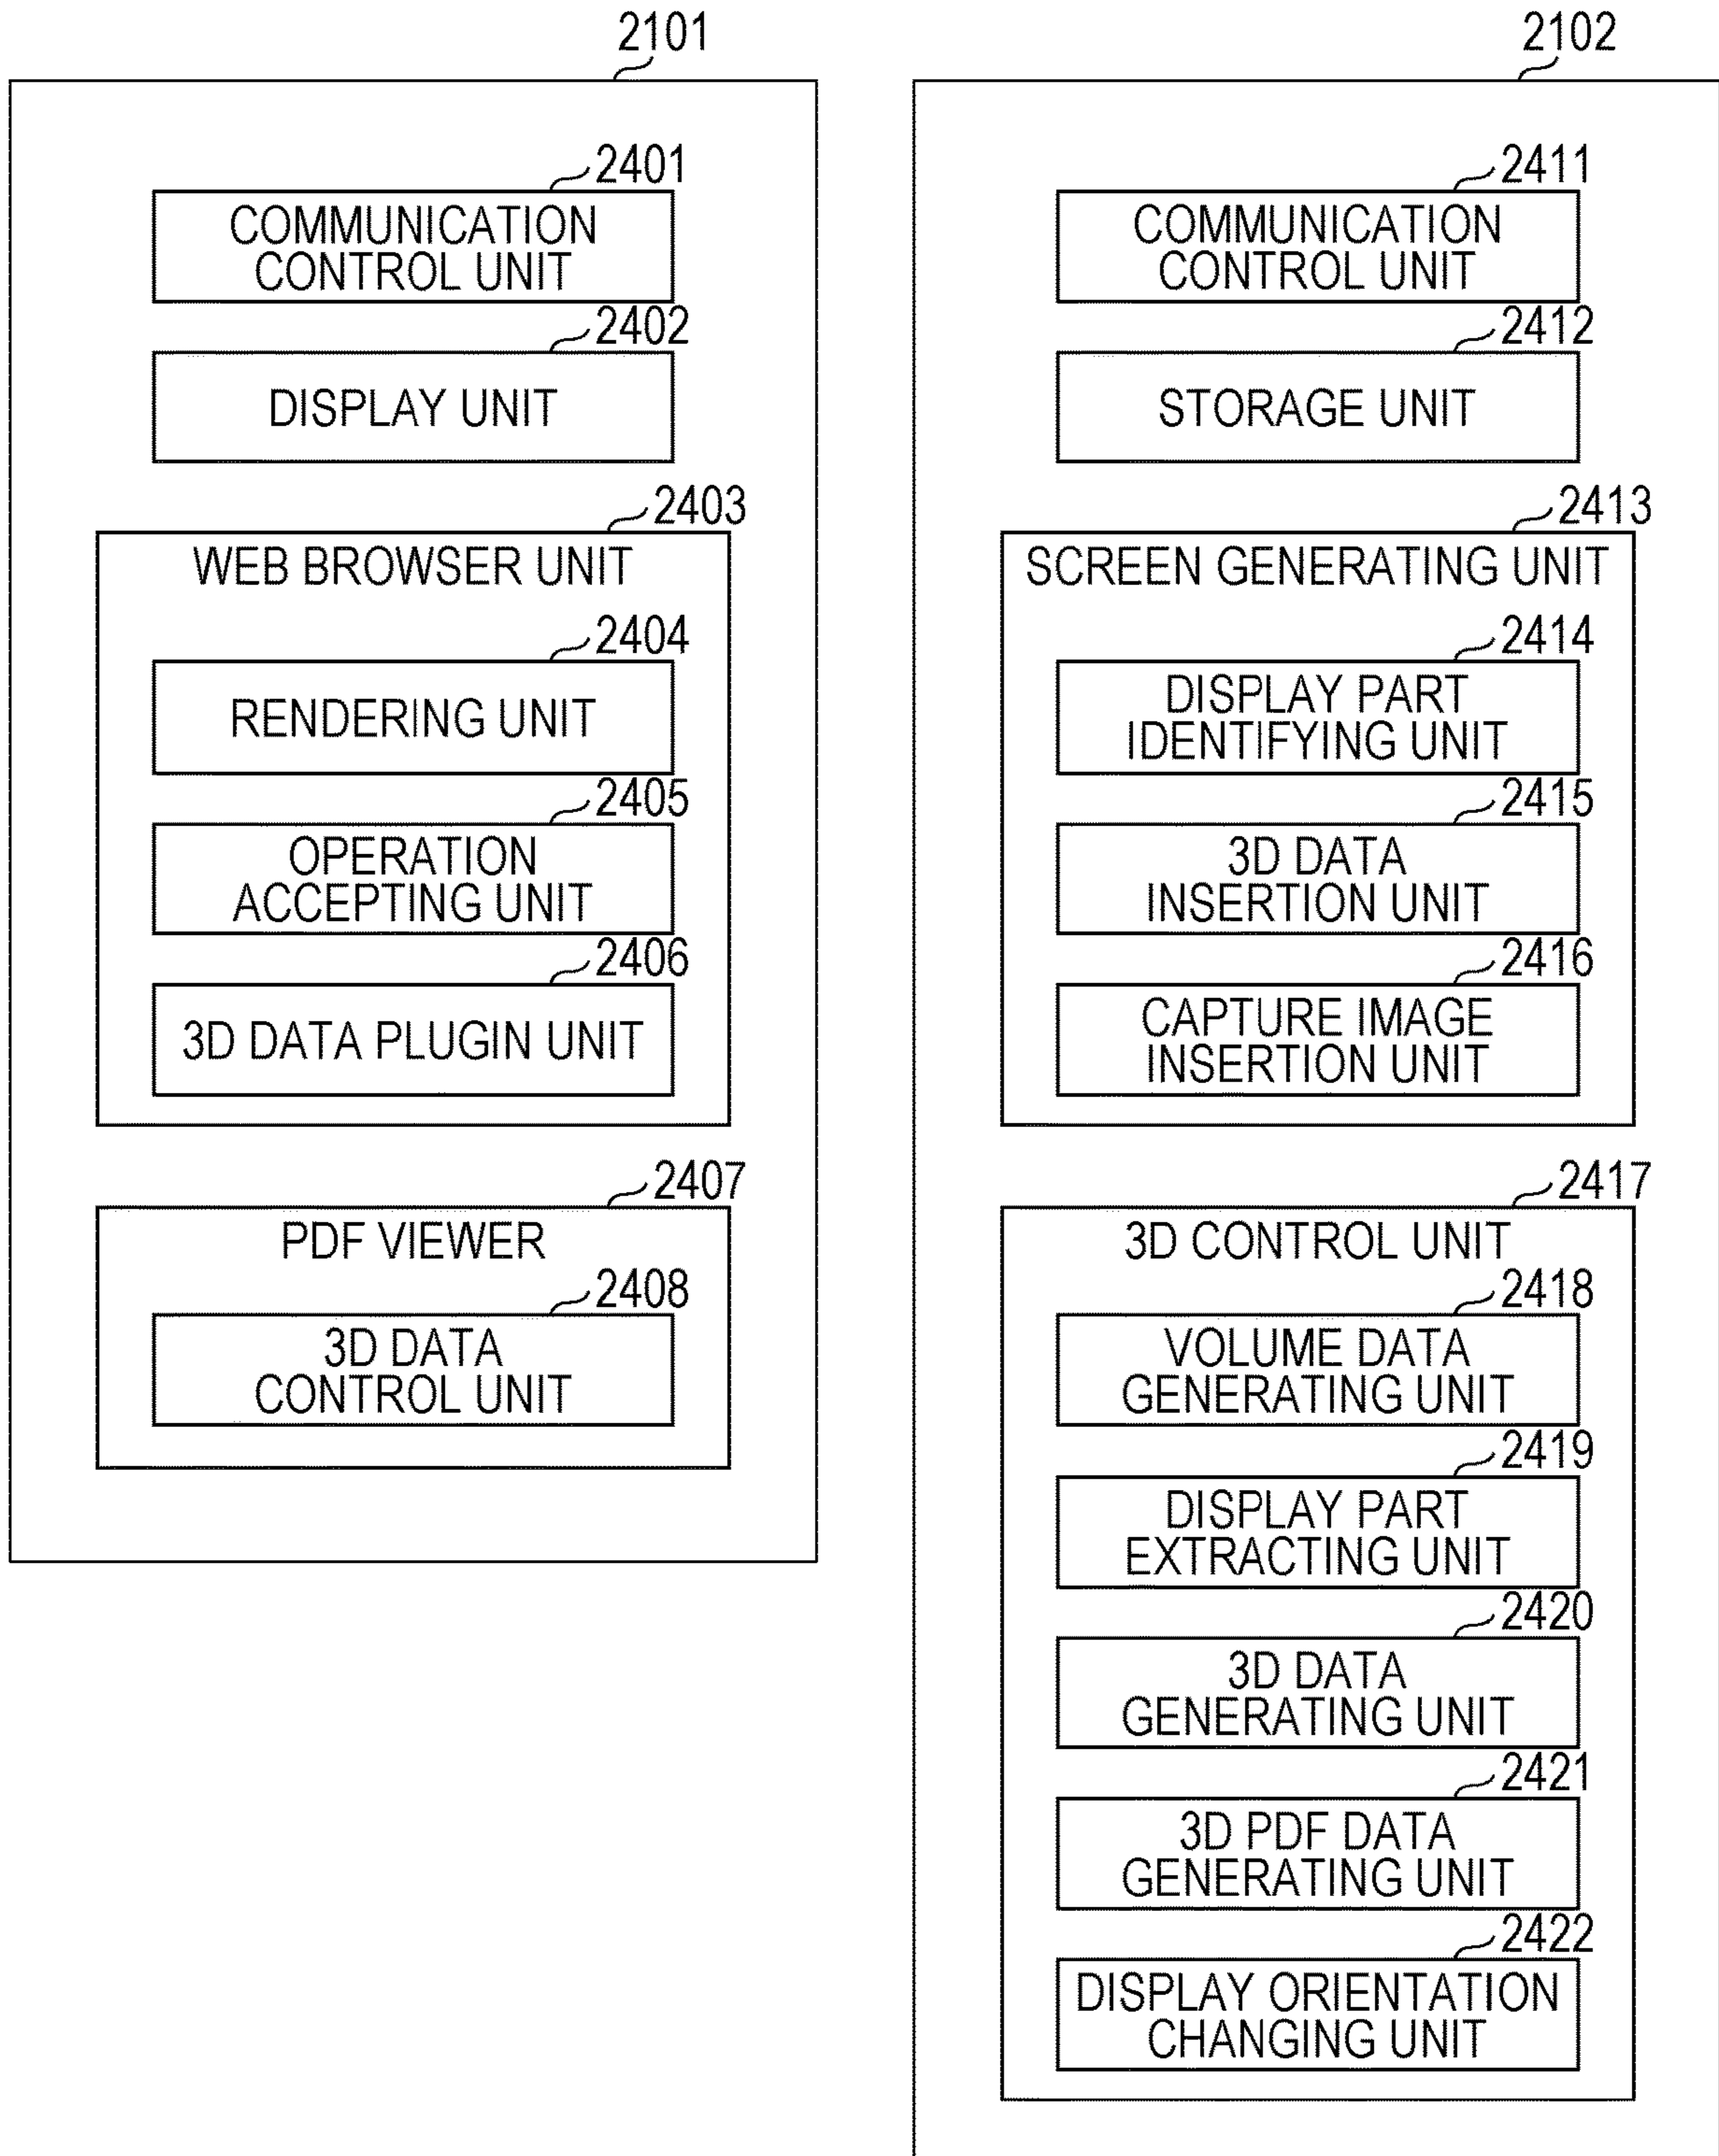 2101
2401
COMMUNICATION
CONTROL UNIT
2402
DISPLAY UNIT
2403
WEB BROWSER UNIT
2404
RENDERING UNIT
2405
OPERATION
ACCEPTING UNIT
2406
3D DATA PLUGIN UNIT
2407
PDF VIEWER
2408
3D DATA
CONTROL UNIT
2102
2411
COMMUNICATION
CONTROL UNIT
2412
STORAGE UNIT
2413
SCREEN GENERATING UNIT
2414
DISPLAY PART
IDENTIFYING UNIT
2415
3D DATA
INSERTION UNIT
2416
CAPTURE IMAGE
INSERTION UNIT
2417
3D CONTROL UNIT
2418
VOLUME DATA
GENERATING UNIT
2419
DISPLAY PART
EXTRACTING UNIT
2420
3D DATA
GENERATING UNIT
2421
3D PDF DATA
GENERATING UNIT
2422
DISPLAY ORIENTATION
CHANGING UNIT